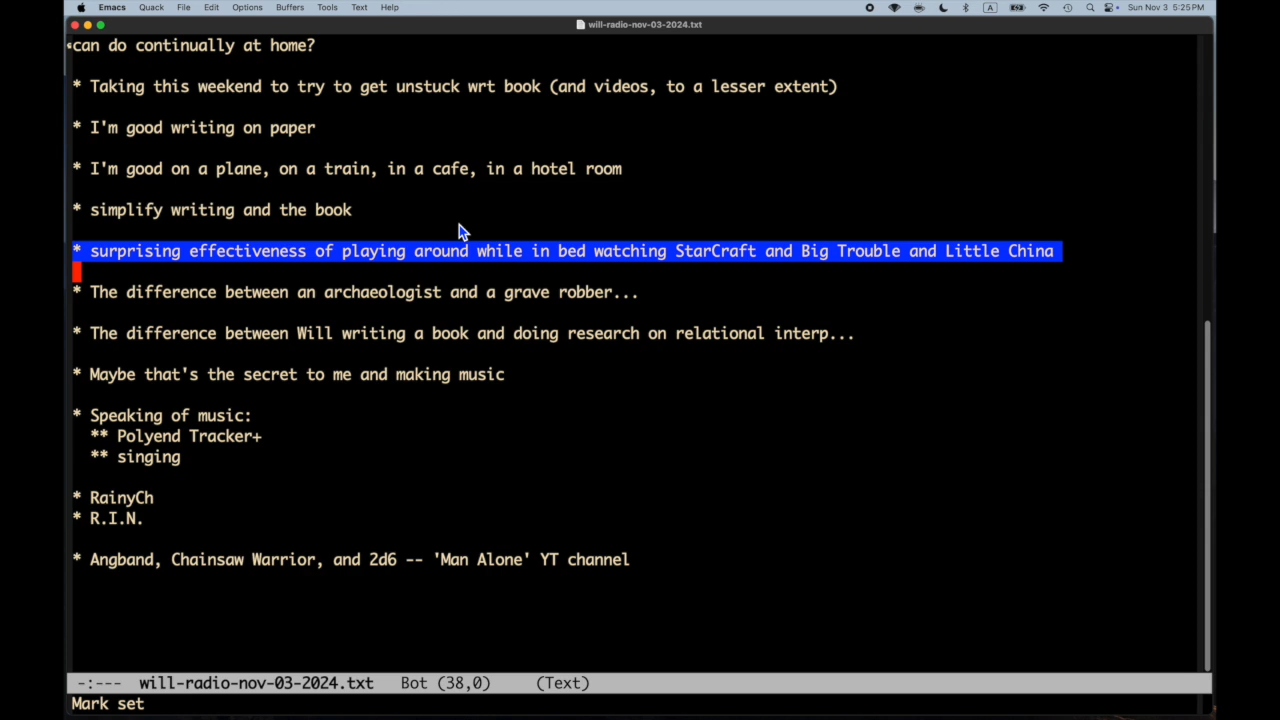 Emacs Quack File Edit Options Buffers Tools Text Help A Sun Nov 3 5:25 PM
will-radio-nov-03-2024.txt
can do continually at home?
* Taking this weekend to try to get unstuck wrt book (and videos, to a lesser extent)
* I'm good writing on paper
* I'm good on a plane, on a train, in a cafe, in a hotel room
* simplify writing and the book
* surprising effectiveness of playing around while in bed watching StarCraft and Big Trouble and Little China
* The difference between an archaeologist and a grave robber...
* The difference between Will writing a book and doing research on relational interp...
* Maybe that's the secret to me and making music
* Speaking of music:
** Polyend Tracker+
** singing
* RainyCh
* R.I.N.
* Angband, Chainsaw Warrior, and 2d6 -- 'Man Alone' YT channel
-:--- will-radio-nov-03-2024.txt Bot (38,0) (Text)
Mark set